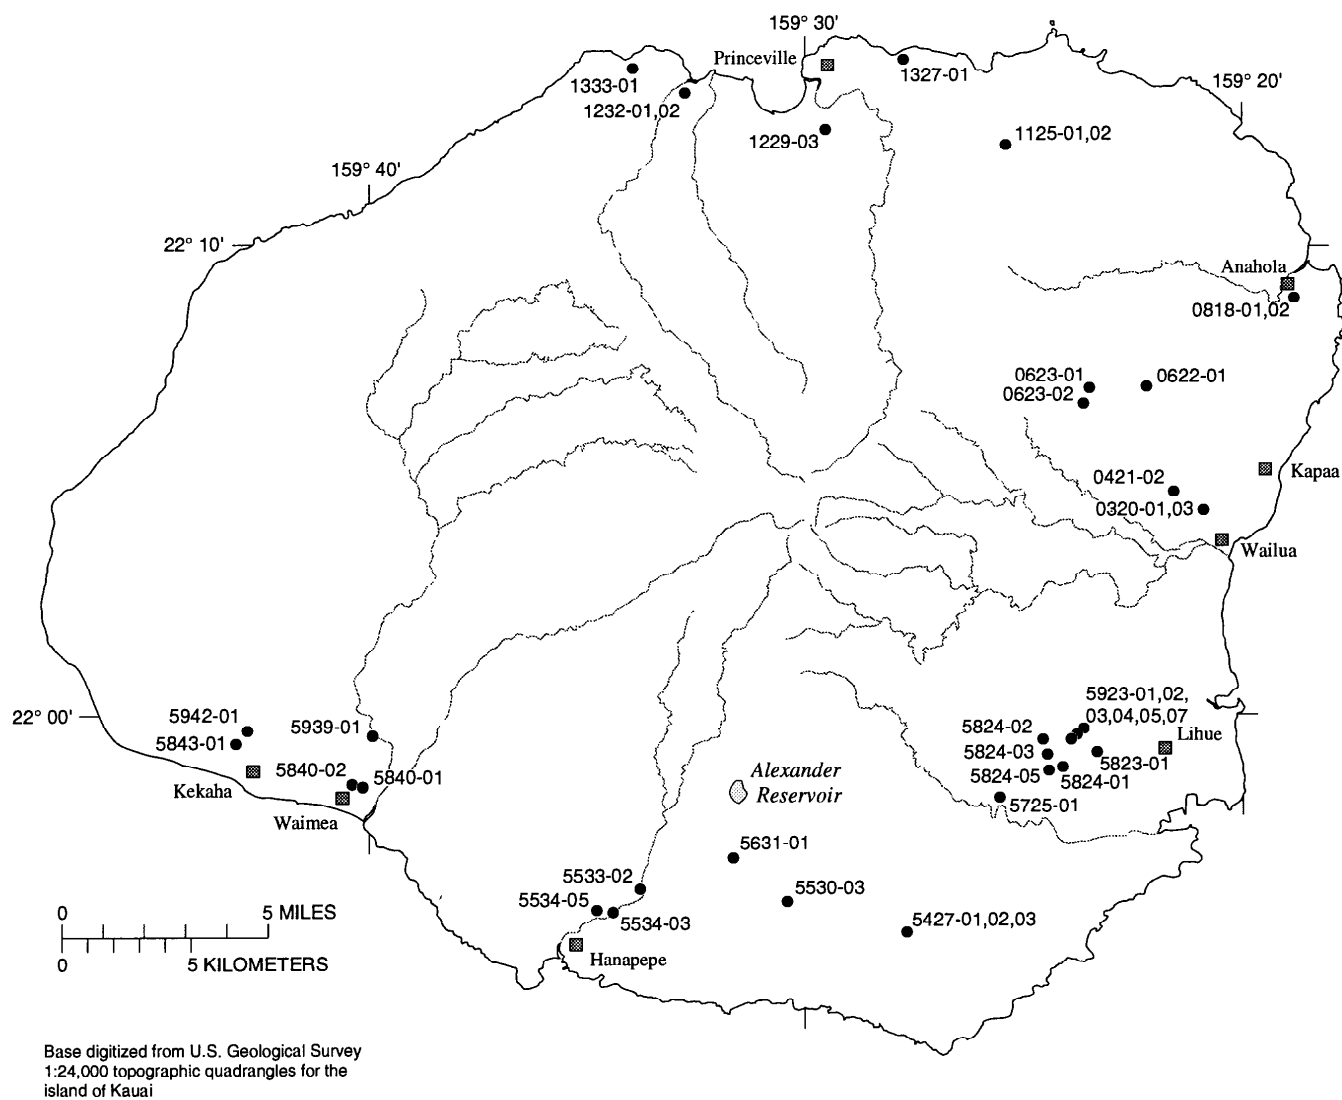 159° 30'
Princeville
1333-01
1327-01
159° 20'
1232-01,02
1229-03
1125-01,02
159° 40'
22° 10'
Anahola
0818-01,02
0623-01
0622-01
0623-02
0421-02
Kapaa
0320-01,03
Wailua
22° 00'
5942-01
5843-01
5939-01
5923-01,02,
03,04,05,07
5824-02
Lihue
5824-03
5823-01
5824-05
5824-01
5725-01
5840-02
5840-01
Kekaha
Waimea
Alexander
Reservoir
5631-01
5533-02
5530-03
5534-05
5534-03
5427-01,02,03
Hanapepe
0 5 MILES
0 5 KILOMETERS
Base digitized from U.S. Geological Survey
1:24,000 topographic quadrangles for the
island of Kauai